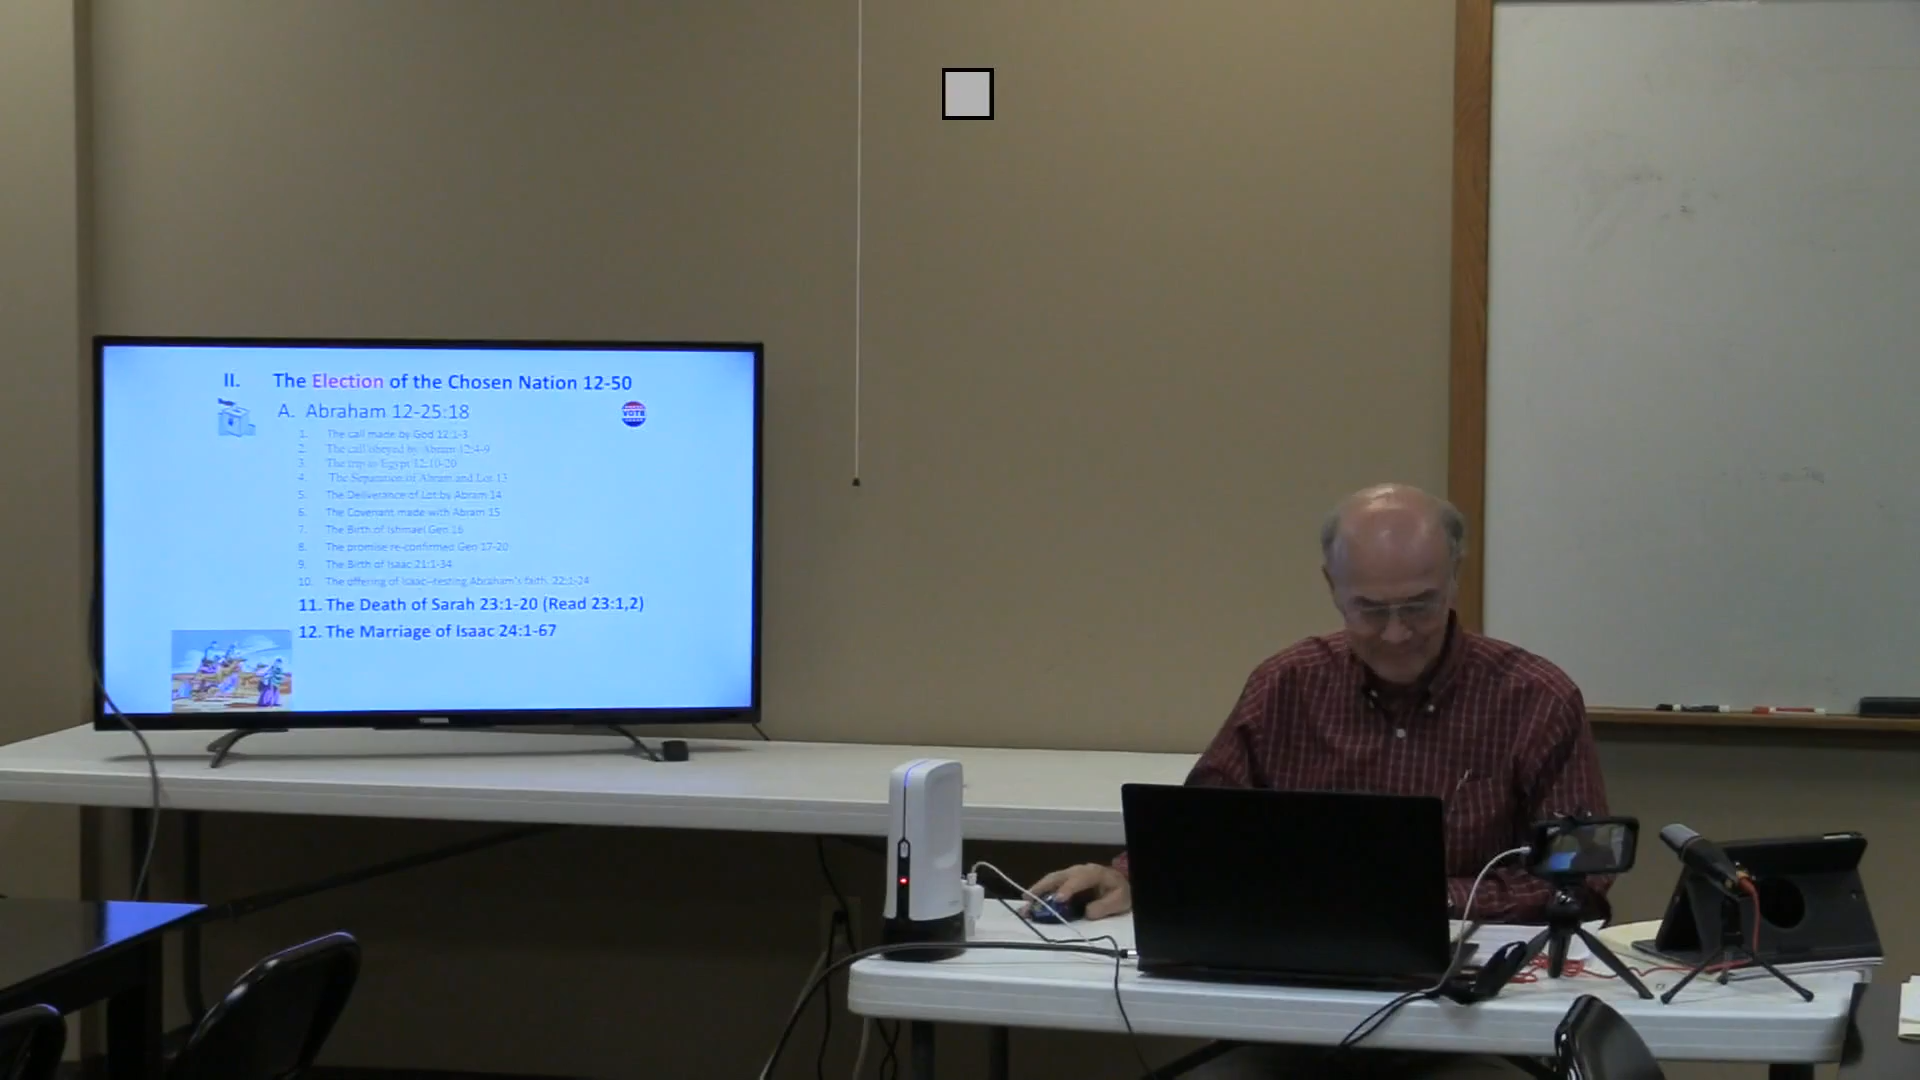 II. The Election of the Chosen Nation 12-50
A. Abraham 12-25:18
VOTE
1. The call made by God 12:1-3
2. The call obeyed by Abram 12:4-9
3. The trip to Egypt 12:10-20
4. The Separation of Abram and Lot 13
5. The Deliverance of Lot by Abram 14
6. The Covenant made with Abram 15
7. The Birth of Ishmael Gen 16
8. The promise re-confirmed Gen 17-20
9. The Birth of Isaac 21:1-34
10. The offering of Isaac--testing Abraham's faith 22:1-24
11. The Death of Sarah 23:1-20 (Read 23:1,2)
12. The Marriage of Isaac 24:1-67